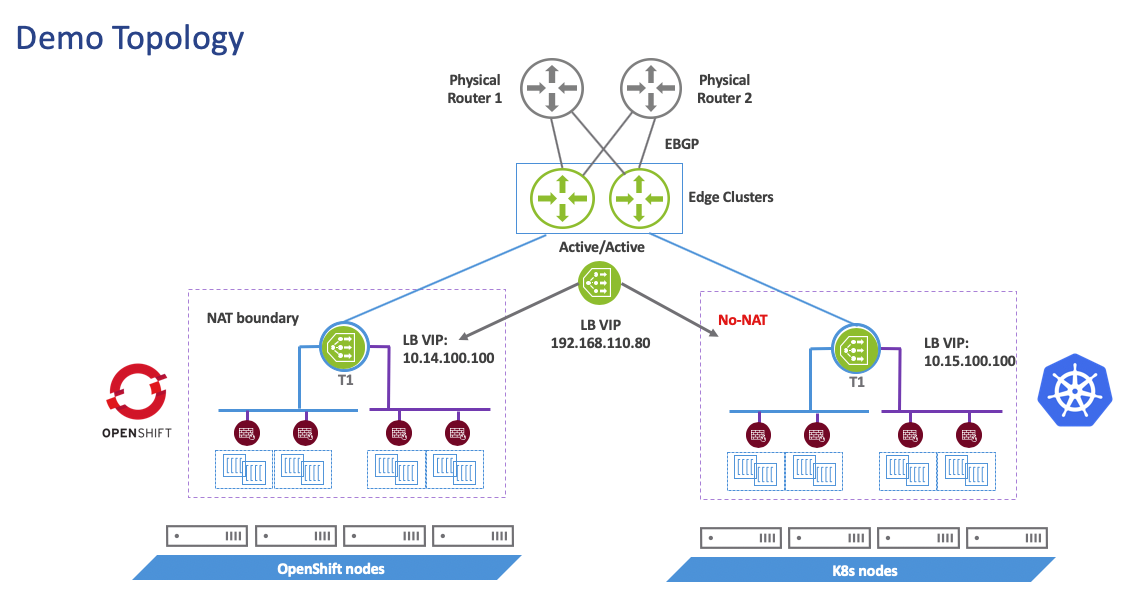 Demo Topology
Physical
Router 1
Physical
Router 2
EBGP
Edge Clusters
Active/Active
LB VIP
192.168.110.80
NAT boundary
LB VIP:
10.14.100.100
T1
OPENSHIFT
No-NAT
LB VIP:
10.15.100.100
T1
OpenShift nodes
K8s nodes